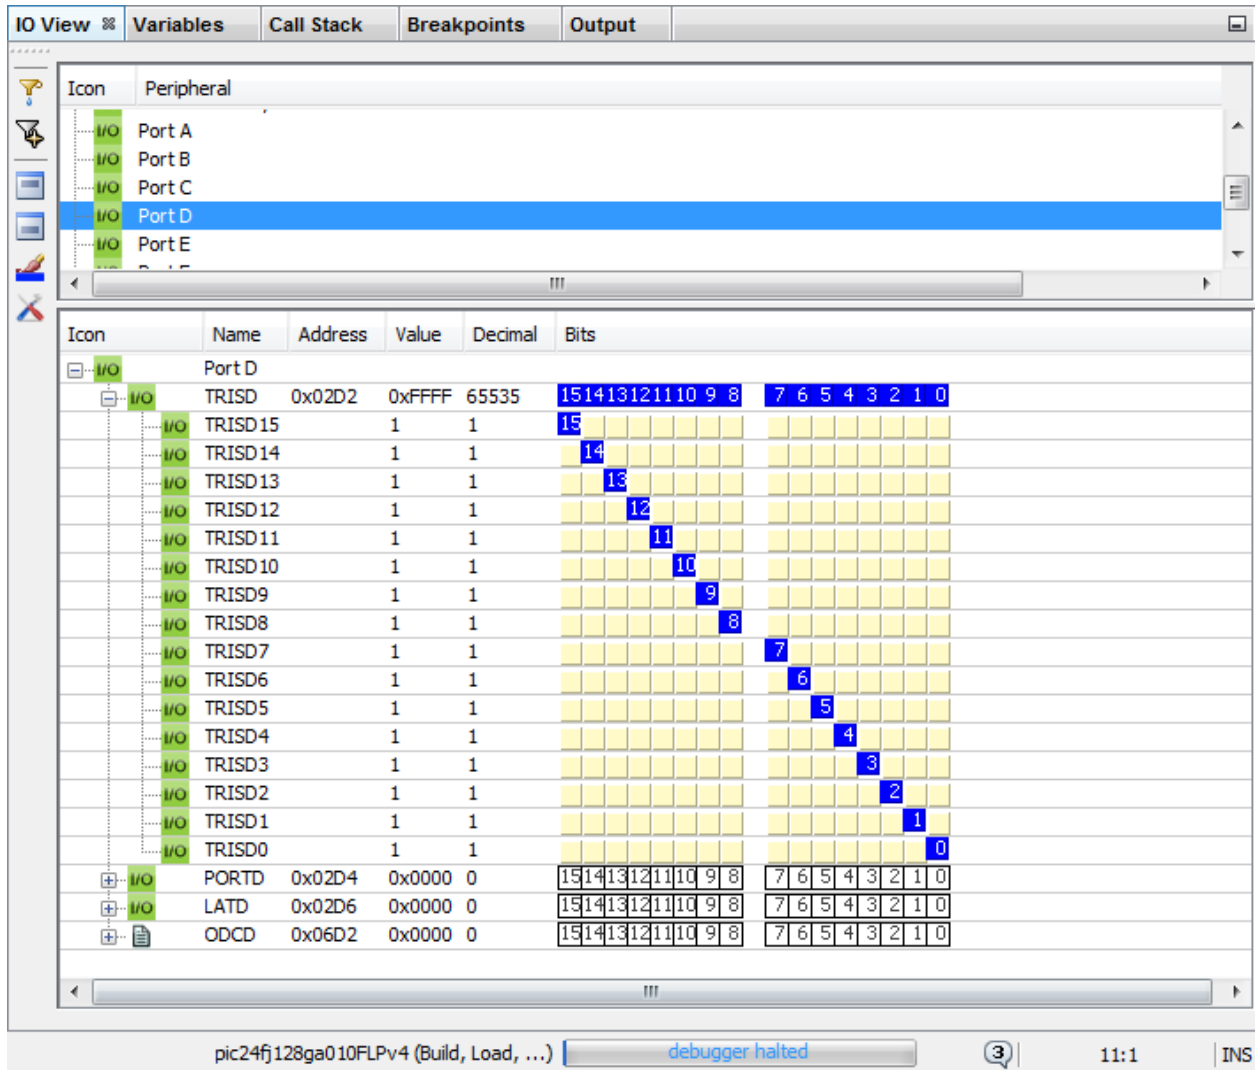 IO View Variables Call Stack Breakpoints Output
Icon Peripheral
I/O Port A
I/O Port B
I/O Port C
I/O Port D
I/O Port E
Icon Name Address Value Decimal Bits
I/O Port D
I/O TRISD 0x02D2 0xFFFF 65535 15 14 13 12 11 10 9 8 7 6 5 4 3 2 1 0
I/O TRISD15 1 1 15
I/O TRISD14 1 1 14
I/O TRISD13 1 1 13
I/O TRISD12 1 1 12
I/O TRISD11 1 1 11
I/O TRISD10 1 1 10
I/O TRISD9 1 1 9
I/O TRISD8 1 1 8
I/O TRISD7 1 1 7
I/O TRISD6 1 1 6
I/O TRISD5 1 1 5
I/O TRISD4 1 1 4
I/O TRISD3 1 1 3
I/O TRISD2 1 1 2
I/O TRISD1 1 1 1
I/O TRISD0 1 1 0
I/O PORTD 0x02D4 0x0000 0 15 14 13 12 11 10 9 8 7 6 5 4 3 2 1 0
I/O LATD 0x02D6 0x0000 0 15 14 13 12 11 10 9 8 7 6 5 4 3 2 1 0
ODCD 0x06D2 0x0000 0 15 14 13 12 11 10 9 8 7 6 5 4 3 2 1 0
pic24fj128ga010FLPv4 (Build, Load, ...) debugger halted 3 11:1 INS